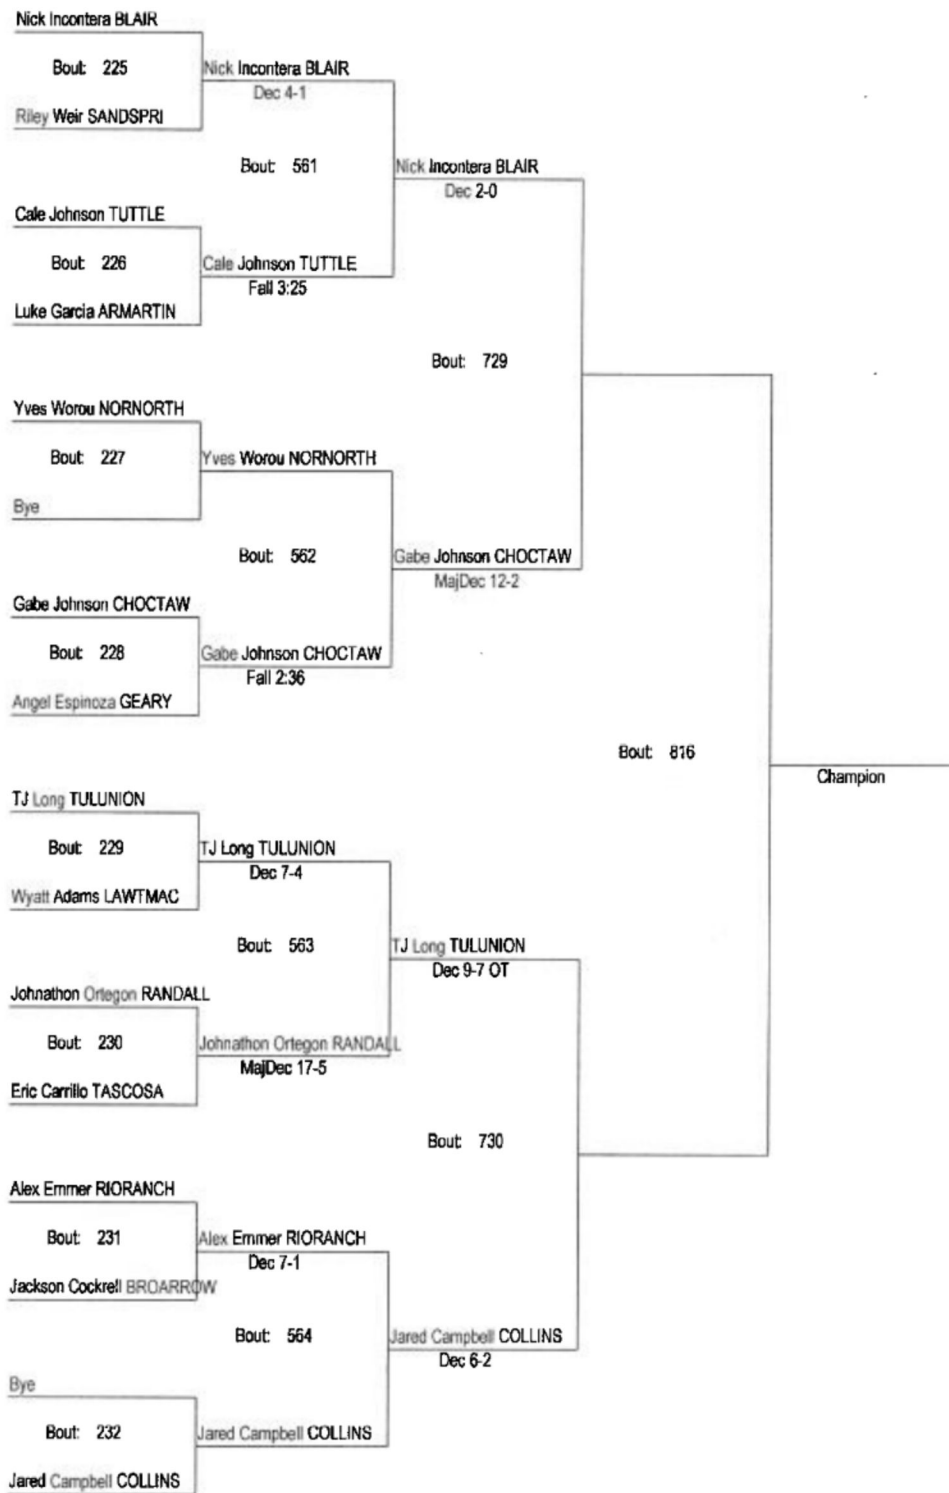 Nick Incontera BLAIR
Bout: 225
Nick Incontera BLAIR
Dec 4-1
Riley Weir SANDSPRI
Bout: 561
Nick Incontera BLAIR
Dec 2-0
Cale Johnson TUTTLE
Bout: 226
Cale Johnson TUTTLE
Fall 3:25
Luke Garcia ARMARTIN
Bout: 729
Yves Worou NORNORTH
Bout: 227
Yves Worou NORNORTH
Bye
Bout: 562
Gabe Johnson CHOCTAW
MajDec 12-2
Gabe Johnson CHOCTAW
Bout: 228
Gabe Johnson CHOCTAW
Fall 2:36
Angel Espinoza GEARY
Bout: 816
Champion
TJ Long TULUNION
Bout: 229
TJ Long TULUNION
Dec 7-4
Wyatt Adams LAWTMAC
Bout: 563
TJ Long TULUNION
Dec 9-7 OT
Johnathon Ortegon RANDALL
Bout: 230
Johnathon Ortegon RANDALL
MajDec 17-5
Eric Carrillo TASCOSA
Bout: 730
Alex Emmer RIORANCH
Bout: 231
Alex Emmer RIORANCH
Dec 7-1
Jackson Cockrell BROARROW
Bout: 564
Jared Campbell COLLINS
Dec 6-2
Bye
Bout: 232
Jared Campbell COLLINS
Jared Campbell COLLINS